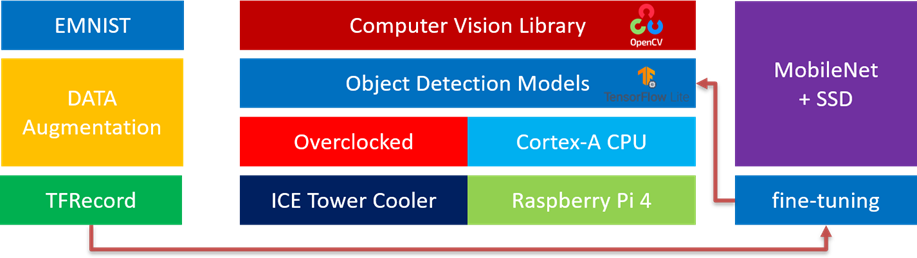 EMNIST
DATA
Augmentation
TFRecord
Computer Vision Library
OpenCV
Object Detection Models
TensorFlow Lite
Overclocked
Cortex-A CPU
ICE Tower Cooler
Raspberry Pi 4
MobileNet
+ SSD
fine-tuning